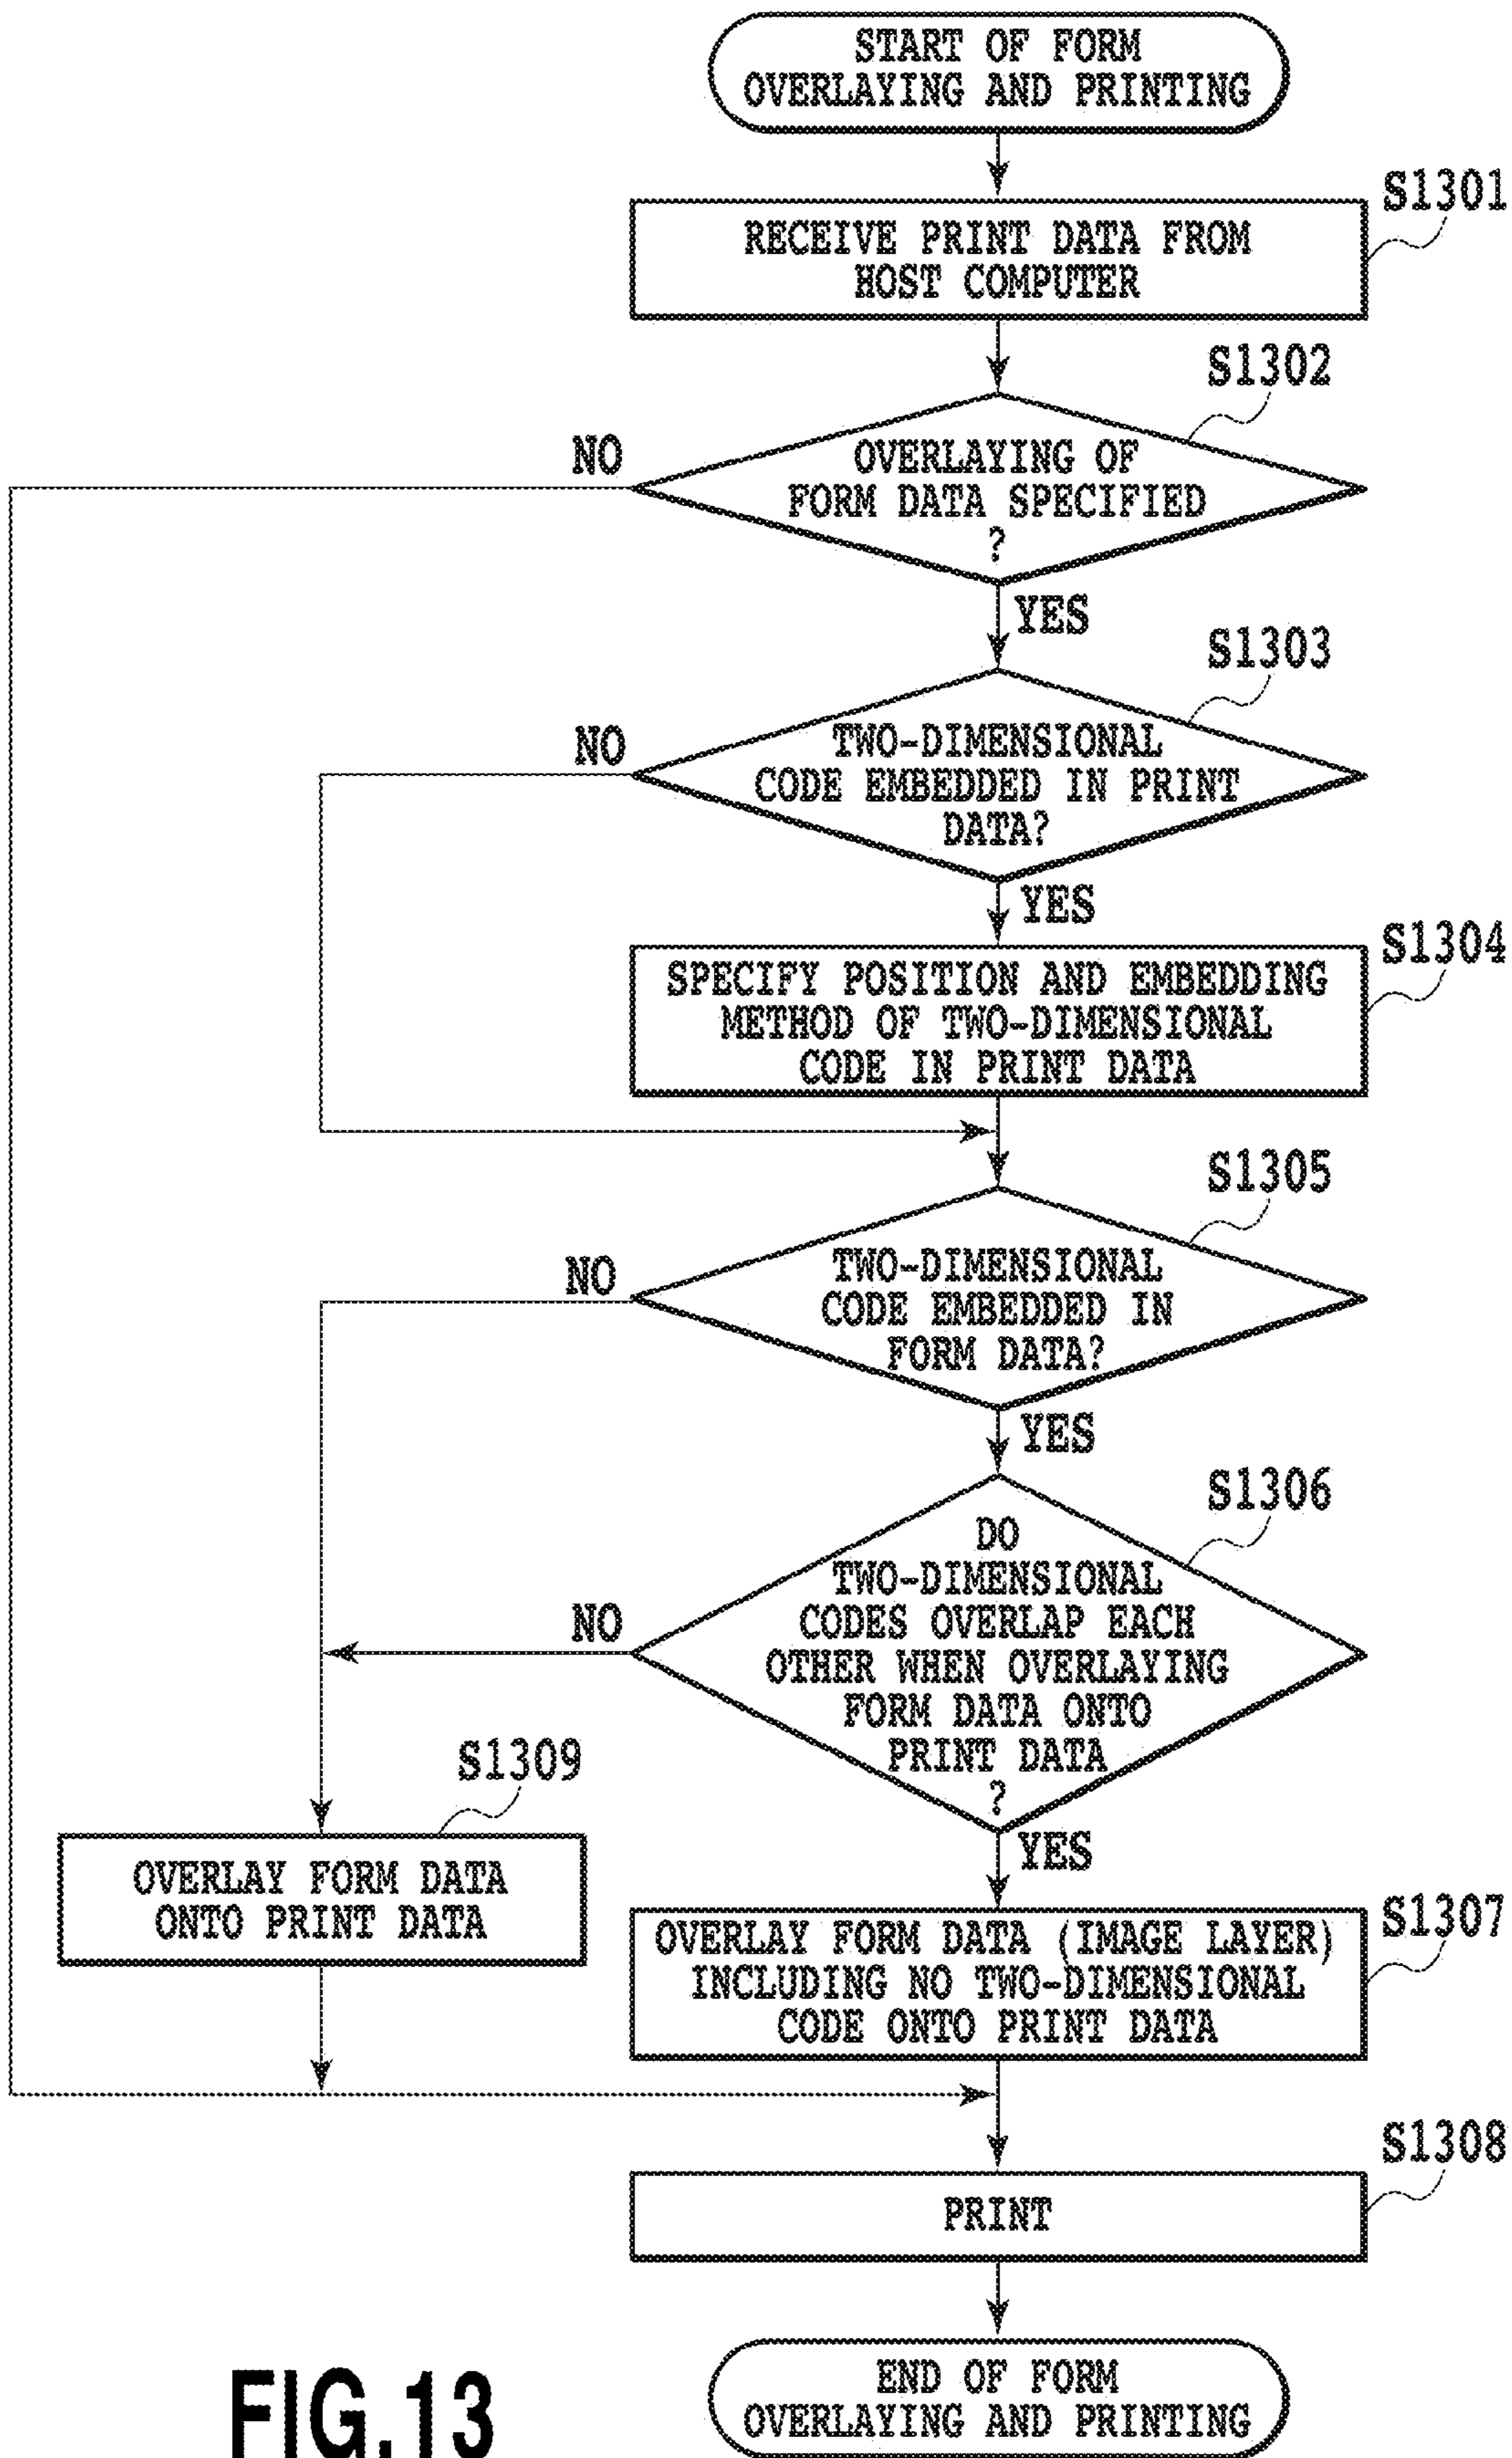 START OF FORM
OVERLAYING AND PRINTING
S1301
RECEIVE PRINT DATA FROM
HOST COMPUTER
S1302
NO
OVERLAYING OF
FORM DATA SPECIFIED
?
YES
S1303
NO
TWO-DIMENSIONAL
CODE EMBEDDED IN PRINT
DATA?
YES
S1304
SPECIFY POSITION AND EMBEDDING
METHOD OF TWO-DIMENSIONAL
CODE IN PRINT DATA
S1305
NO
TWO-DIMENSIONAL
CODE EMBEDDED IN
FORM DATA?
YES
S1306
NO
DO
TWO-DIMENSIONAL
CODES OVERLAP EACH
OTHER WHEN OVERLAYING
FORM DATA ONTO
PRINT DATA
?
YES
S1309
OVERLAY FORM DATA
ONTO PRINT DATA
S1307
OVERLAY FORM DATA (IMAGE LAYER)
INCLUDING NO TWO-DIMENSIONAL
CODE ONTO PRINT DATA
S1308
PRINT
END OF FORM
OVERLAYING AND PRINTING
FIG.13